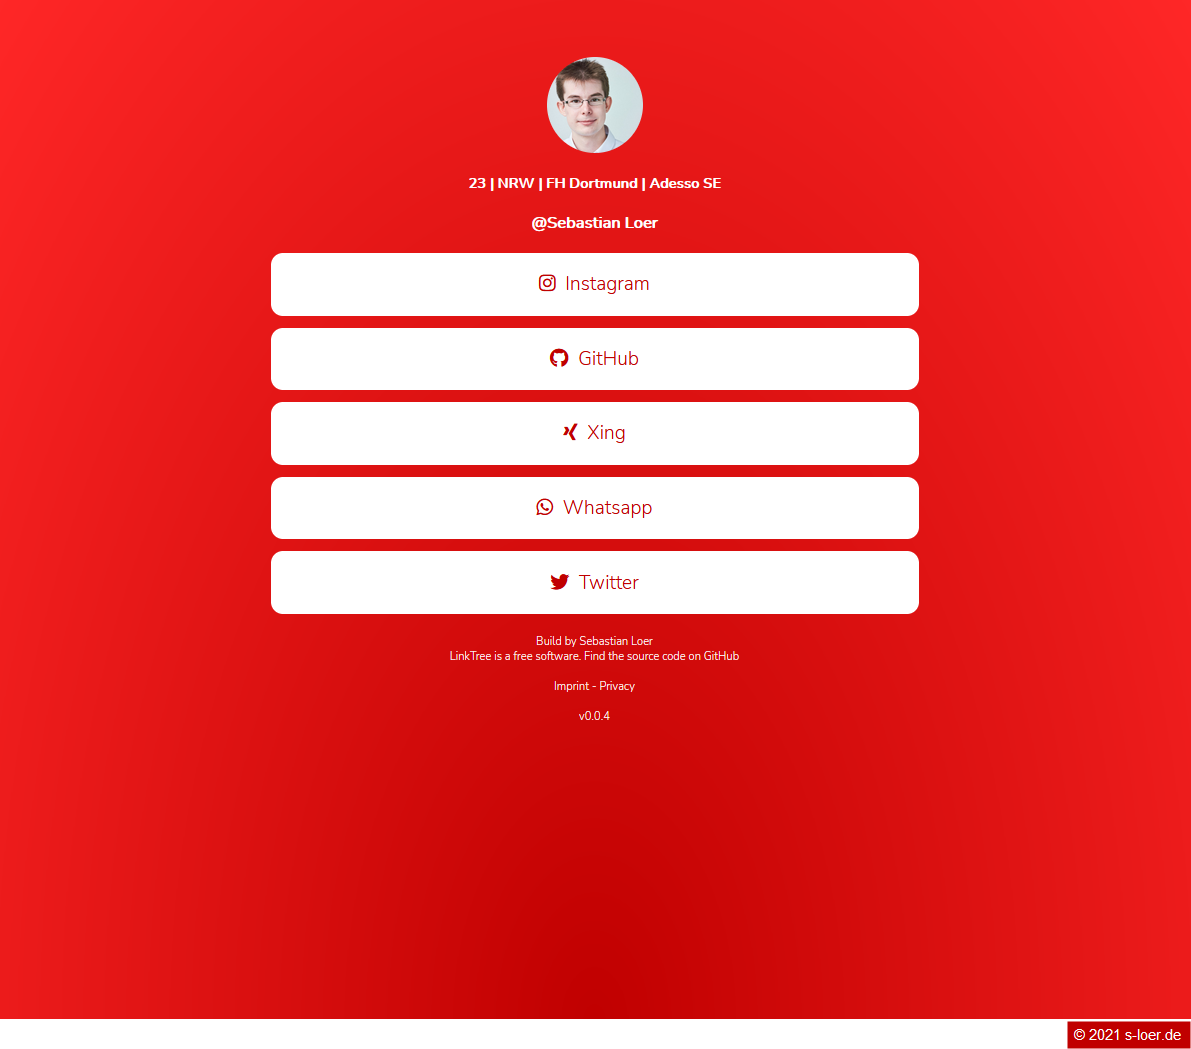 23 | NRW | FH Dortmund | Adesso SE
@Sebastian Loer
Instagram
GitHub
Xing
Whatsapp
Twitter
Build by Sebastian Loer
LinkTree is a free software. Find the source code on GitHub
Imprint - Privacy
v0.0.4
© 2021 s-loer.de